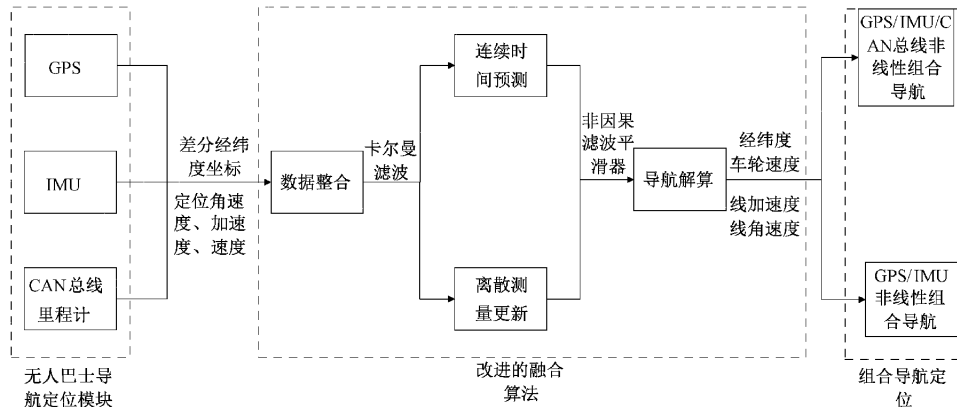 GPS
IMU
CAN总线
里程计
无人巴士导
航定位模块
差分经纬
度坐标
定位角速
度、加速
度、速度
数据整合
卡尔曼
滤波
连续时
间预测
离散测
量更新
非因果
滤波平
滑器
导航解算
改进的融合
算法
经纬度
车轮速度
线加速度
线角速度
GPS/IMU/C
AN总线非
线性组合
导航
GPS/IMU
非线性组
合导航
组合导航定
位